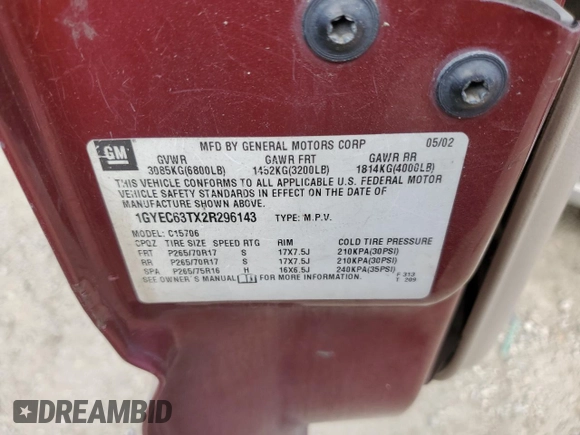 GM
MFD BY GENERAL MOTORS CORP 05/02
GVWR GAWR FRT GAWR RR
3085KG(6800LB) 1452KG(3200LB) 1814KG(4000LB)
THIS VEHICLE CONFORMS TO ALL APPLICABLE U.S. FEDERAL MOTOR
VEHICLE SAFETY STANDARDS IN EFFECT ON THE DATE OF
MANUFACTURE SHOWN ABOVE.
1GYEC63TX2R296143 TYPE: M.P.V.
MODEL: C15706
CPQZ TIRE SIZE SPEED RTG RIM COLD TIRE PRESSURE
FRT P265/70R17 S 17X7.5J 210KPA(30PSI)
RR P265/70R17 S 17X7.5J 210KPA(30PSI)
SPA P265/75R16 H 16X6.5J 240KPA(35PSI)
SEE OWNER'S MANUAL FOR MORE INFORMATION. F 313
T 209
DREAMBID